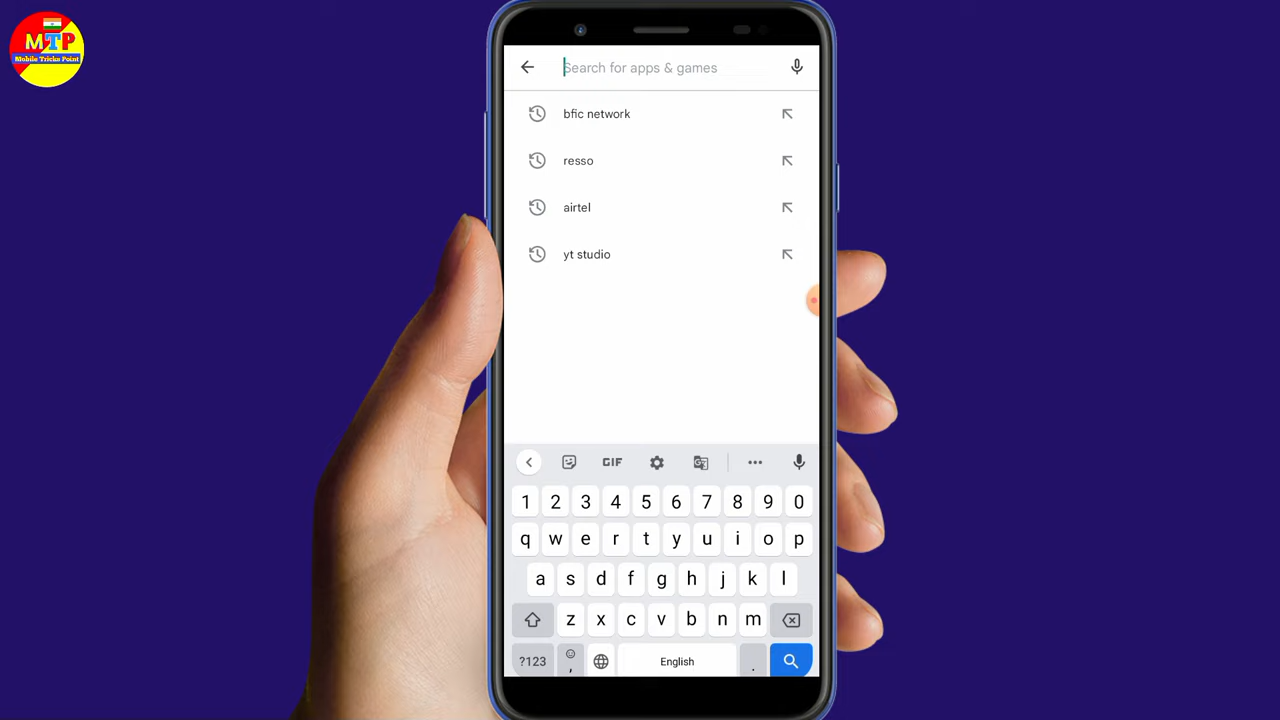 MTP
Mobile Tricks Point
Search for apps & games
bfic network
resso
airtel
yt studio
GIF
1 2 3 4 5 6 7 8 9 0
q w e r t y u i o p
a s d f g h j k l
z x c v b n m
?123 , English .